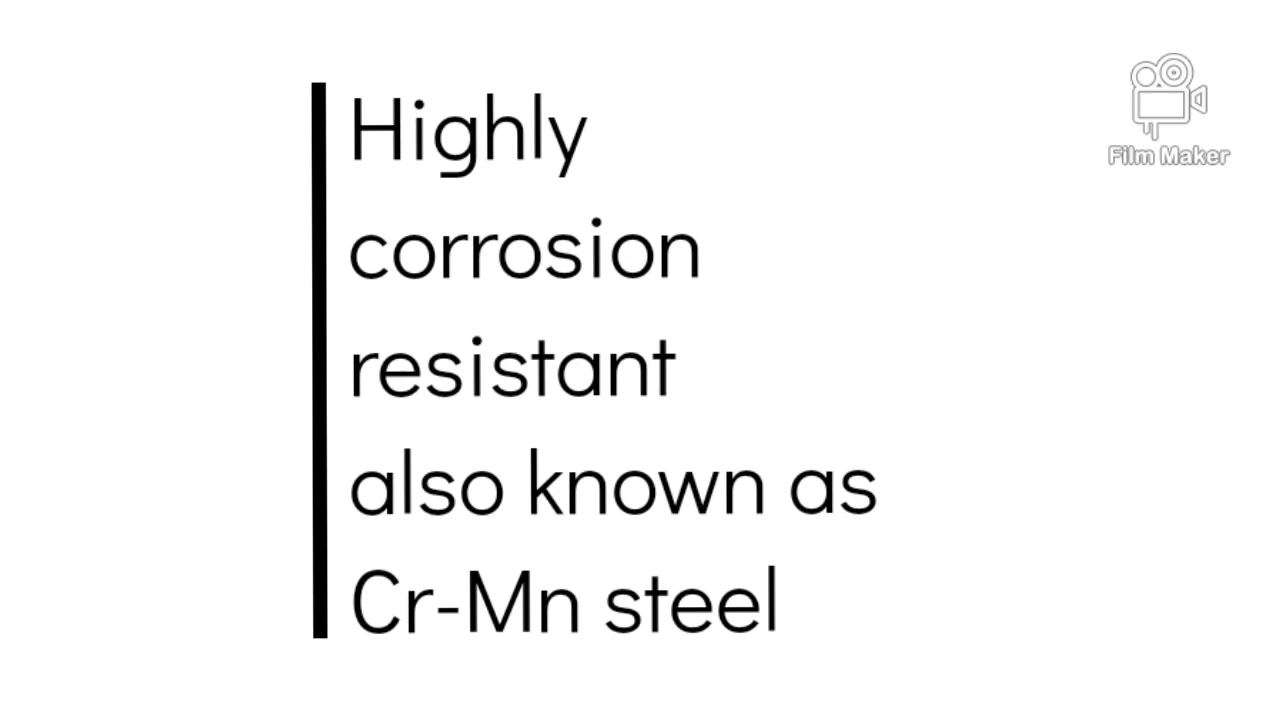 Highly
corrosion
resistant
also known as
Cr-Mn steel
Film Maker